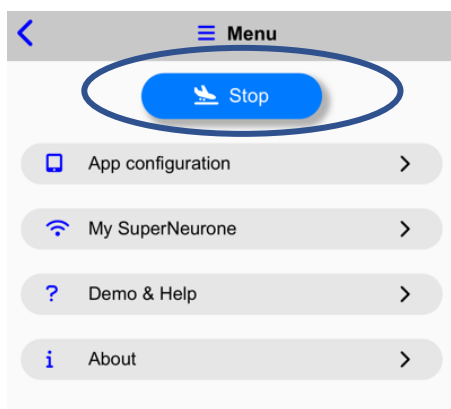 Menu
Stop
App configuration
My SuperNeurone
? Demo & Help
i About